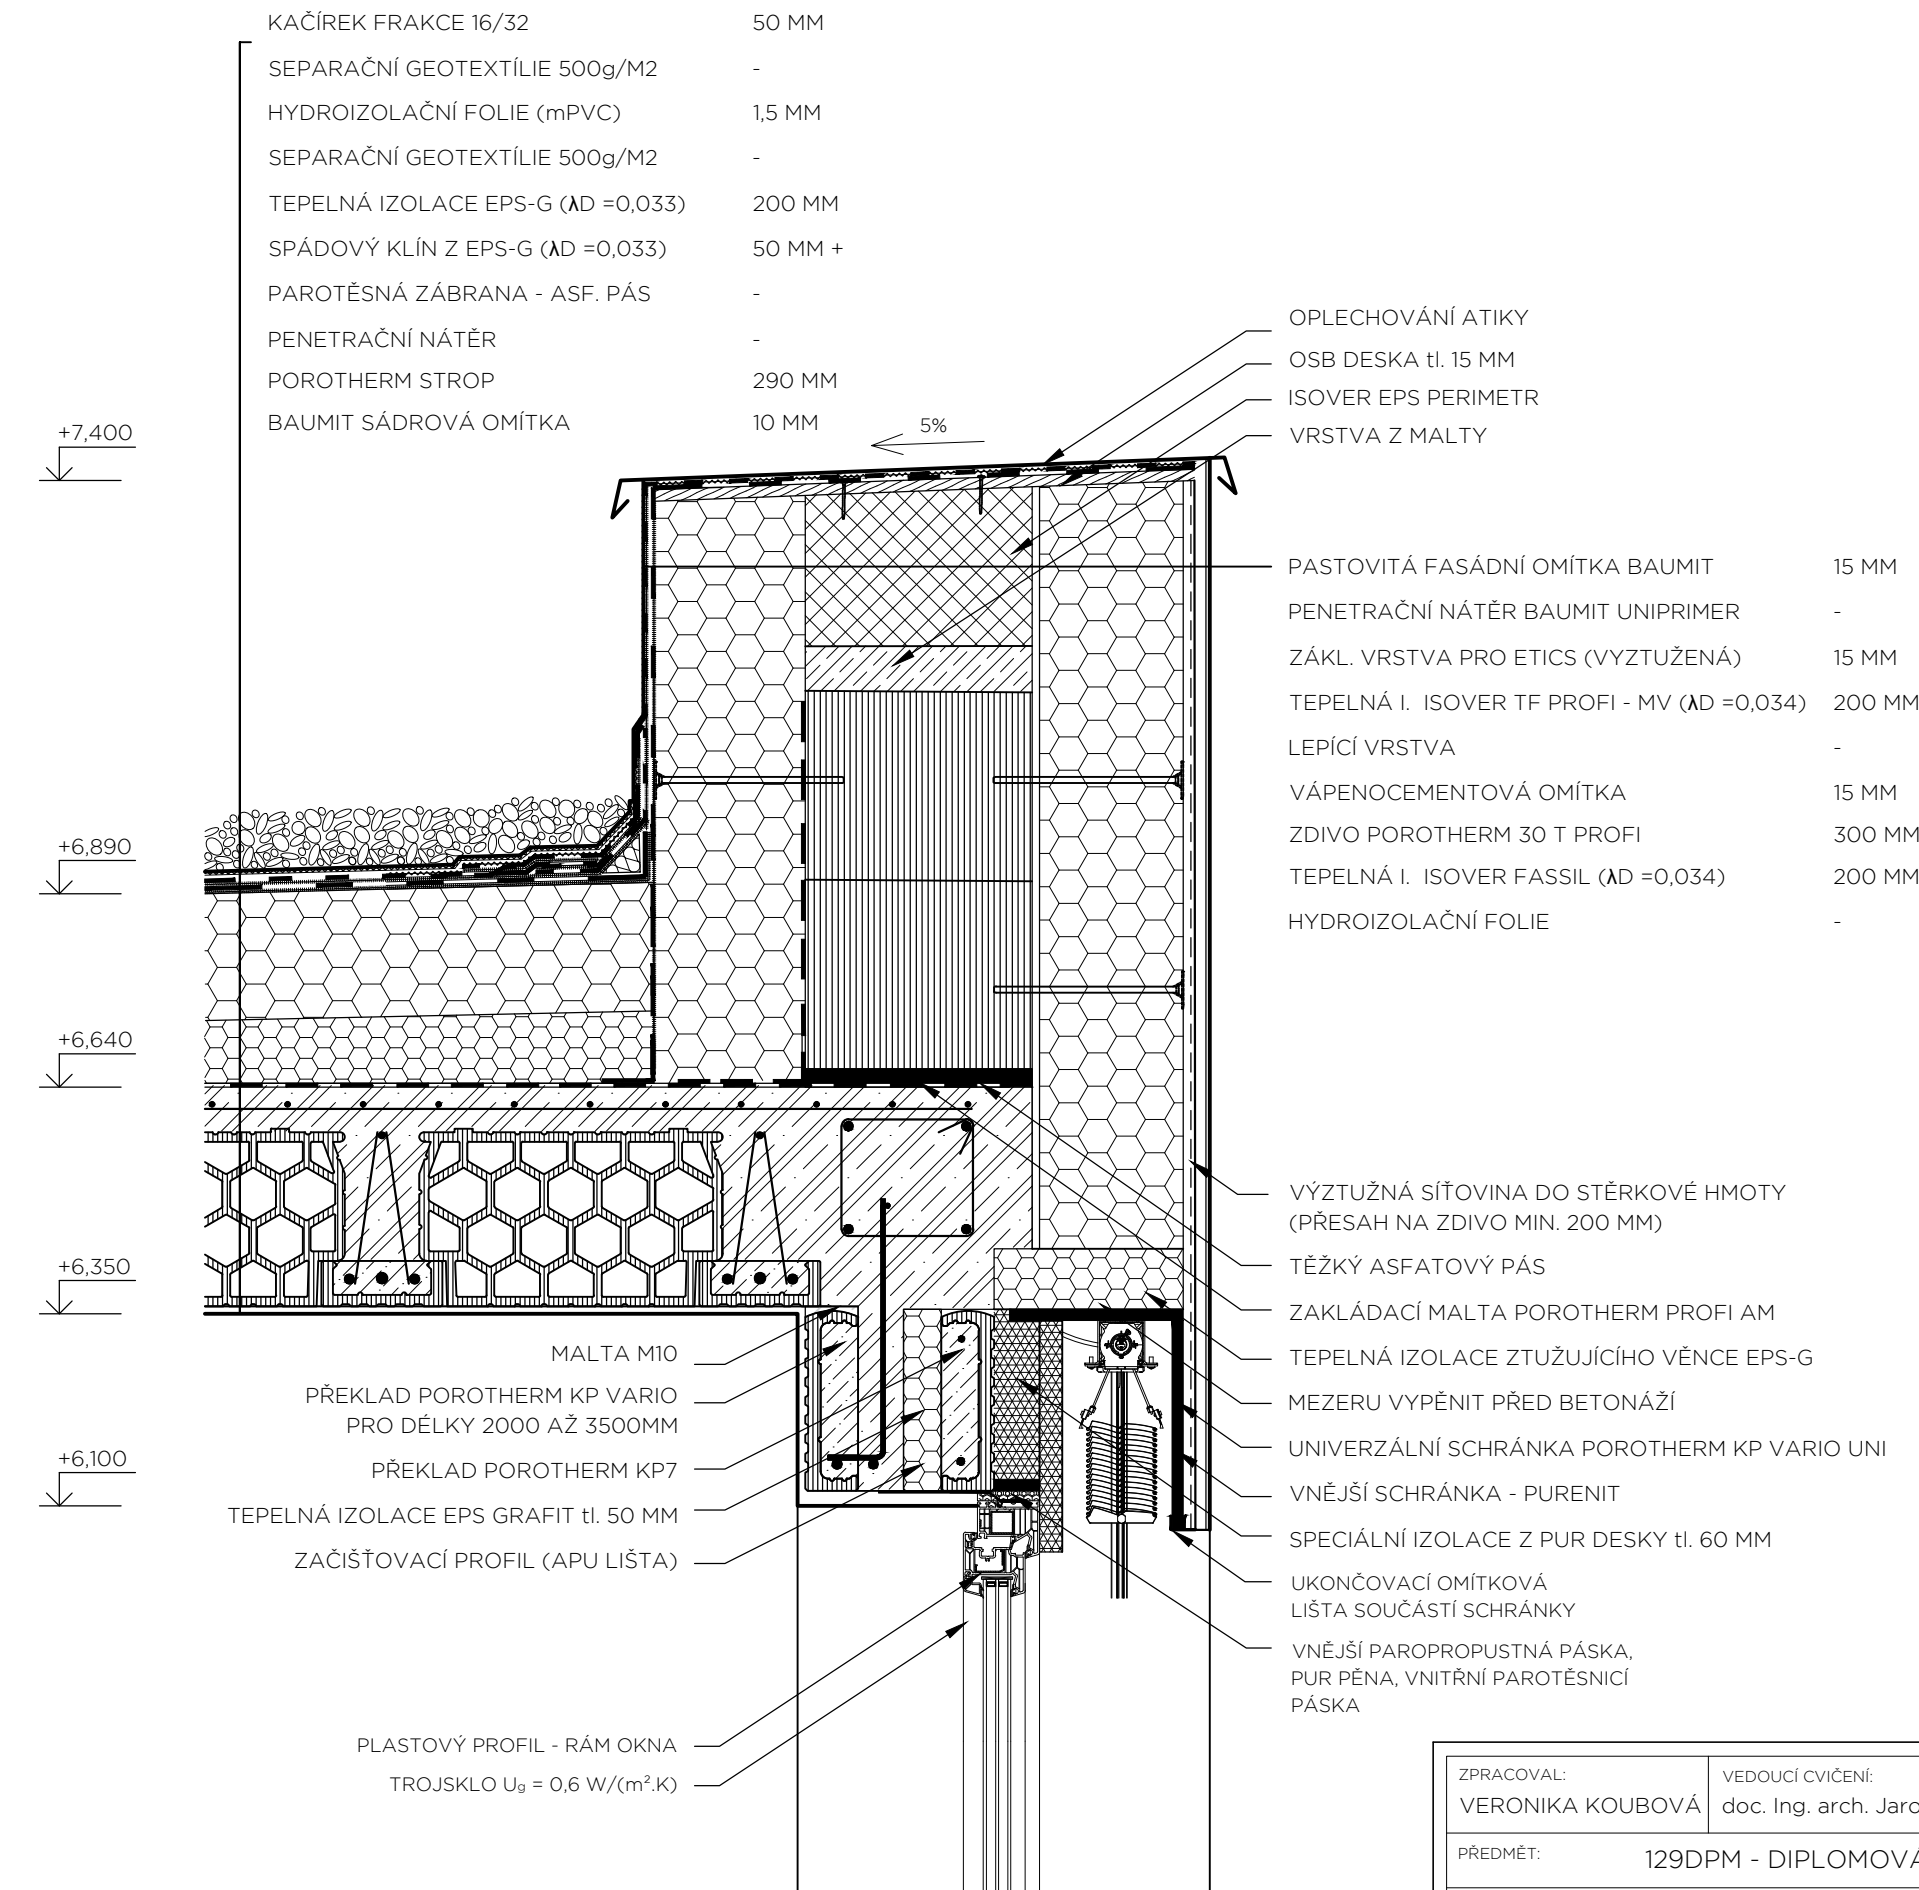 KAČÍREK FRAKCE 16/32 50 MM
SEPARAČNÍ GEOTEXTÍLIE 500g/M2 -
HYDROIZOLAČNÍ FOLIE (mPVC) 1,5 MM
SEPARAČNÍ GEOTEXTÍLIE 500g/M2 -
TEPELNÁ IZOLACE EPS-G (λD =0,033) 200 MM
SPÁDOVÝ KLÍN Z EPS-G (λD =0,033) 50 MM +
PAROTĚSNÁ ZÁBRANA - ASF. PÁS -
PENETRAČNÍ NÁTĚR -
POROTHERM STROP 290 MM
BAUMIT SÁDROVÁ OMÍTKA 10 MM
+7,400
+6,890
+6,640
+6,350
+6,100
5%
OPLECHOVÁNÍ ATIKY
OSB DESKA tl. 15 MM
ISOVER EPS PERIMETR
VRSTVA Z MALTY
PASTOVITÁ FASÁDNÍ OMÍTKA BAUMIT 15 MM
PENETRAČNÍ NÁTĚR BAUMIT UNIPRIMER -
ZÁKL. VRSTVA PRO ETICS (VYZTUŽENÁ) 15 MM
TEPELNÁ I. ISOVER TF PROFI - MV (λD =0,034) 200 MM
LEPÍCÍ VRSTVA -
VÁPENOCEMENTOVÁ OMÍTKA 15 MM
ZDIVO POROTHERM 30 T PROFI 300 MM
TEPELNÁ I. ISOVER FASSIL (λD =0,034) 200 MM
HYDROIZOLAČNÍ FOLIE -
VÝZTUŽNÁ SÍŤOVINA DO STĚRKOVÉ HMOTY
(PŘESAH NA ZDIVO MIN. 200 MM)
TĚŽKÝ ASFATOVÝ PÁS
ZAKLÁDACÍ MALTA POROTHERM PROFI AM
TEPELNÁ IZOLACE ZTUŽUJÍCÍHO VĚNCE EPS-G
MEZERU VYPĚNIT PŘED BETONÁŽÍ
UNIVERZÁLNÍ SCHRÁNKA POROTHERM KP VARIO UNI
VNĚJŠÍ SCHRÁNKA - PURENIT
SPECIÁLNÍ IZOLACE Z PUR DESKY tl. 60 MM
UKONČOVACÍ OMÍTKOVÁ
LIŠTA SOUČÁSTÍ SCHRÁNKY
VNĚJŠÍ PAROPROPUSTNÁ PÁSKA,
PUR PĚNA, VNITŘNÍ PAROTĚSNICÍ
PÁSKA
MALTA M10
PŘEKLAD POROTHERM KP VARIO
PRO DÉLKY 2000 AŽ 3500MM
PŘEKLAD POROTHERM KP7
TEPELNÁ IZOLACE EPS GRAFIT tl. 50 MM
ZAČIŠŤOVACÍ PROFIL (APU LIŠTA)
PLASTOVÝ PROFIL - RÁM OKNA
TROJSKLO Ug = 0,6 W/(m².K)
ZPRACOVAL:
VERONIKA KOUBOVÁ
VEDOUCÍ CVIČENÍ:
doc. Ing. arch. Jaro
PŘEDMĚT:
129DPM - DIPLOMOVÁ